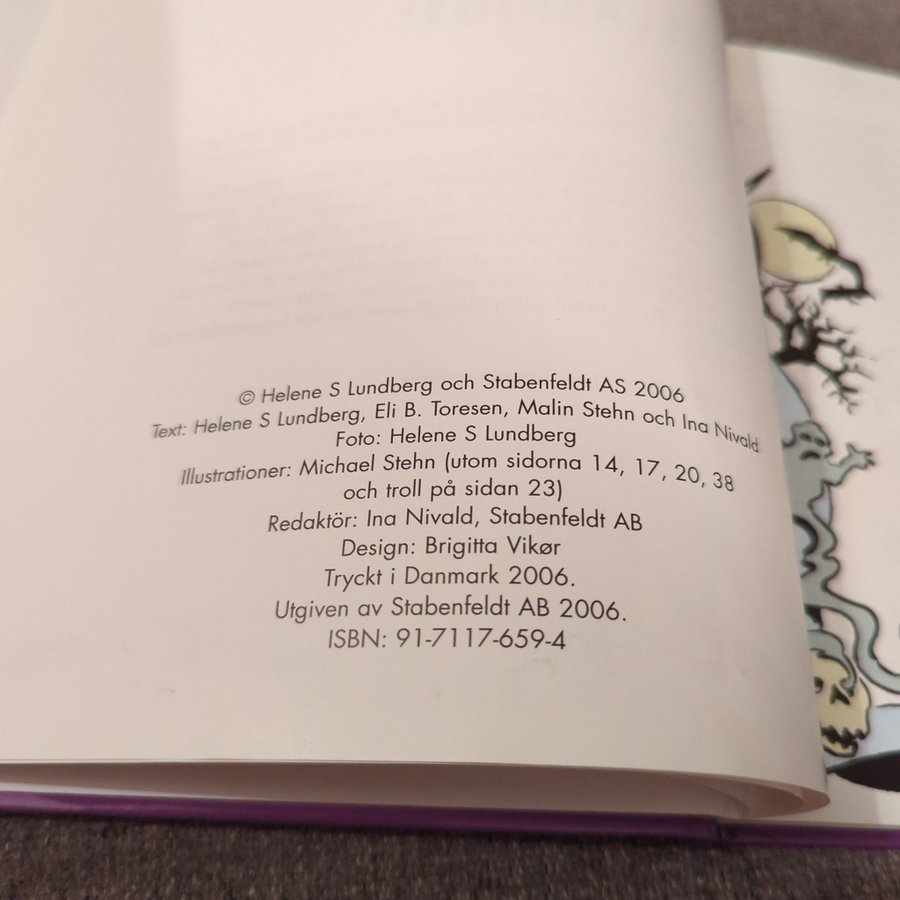 © Helene S Lundberg och Stabenfeldt AS 2006
Text: Helene S Lundberg, Eli B. Toresen, Malin Stehn och Ina Nivald
Foto: Helene S Lundberg
Illustrationer: Michael Stehn (utom sidorna 14, 17, 20, 38
och troll på sidan 23)
Redaktör: Ina Nivald, Stabenfeldt AB
Design: Brigitta Vikør
Tryckt i Danmark 2006.
Utgiven av Stabenfeldt AB 2006.
ISBN: 91-7117-659-4